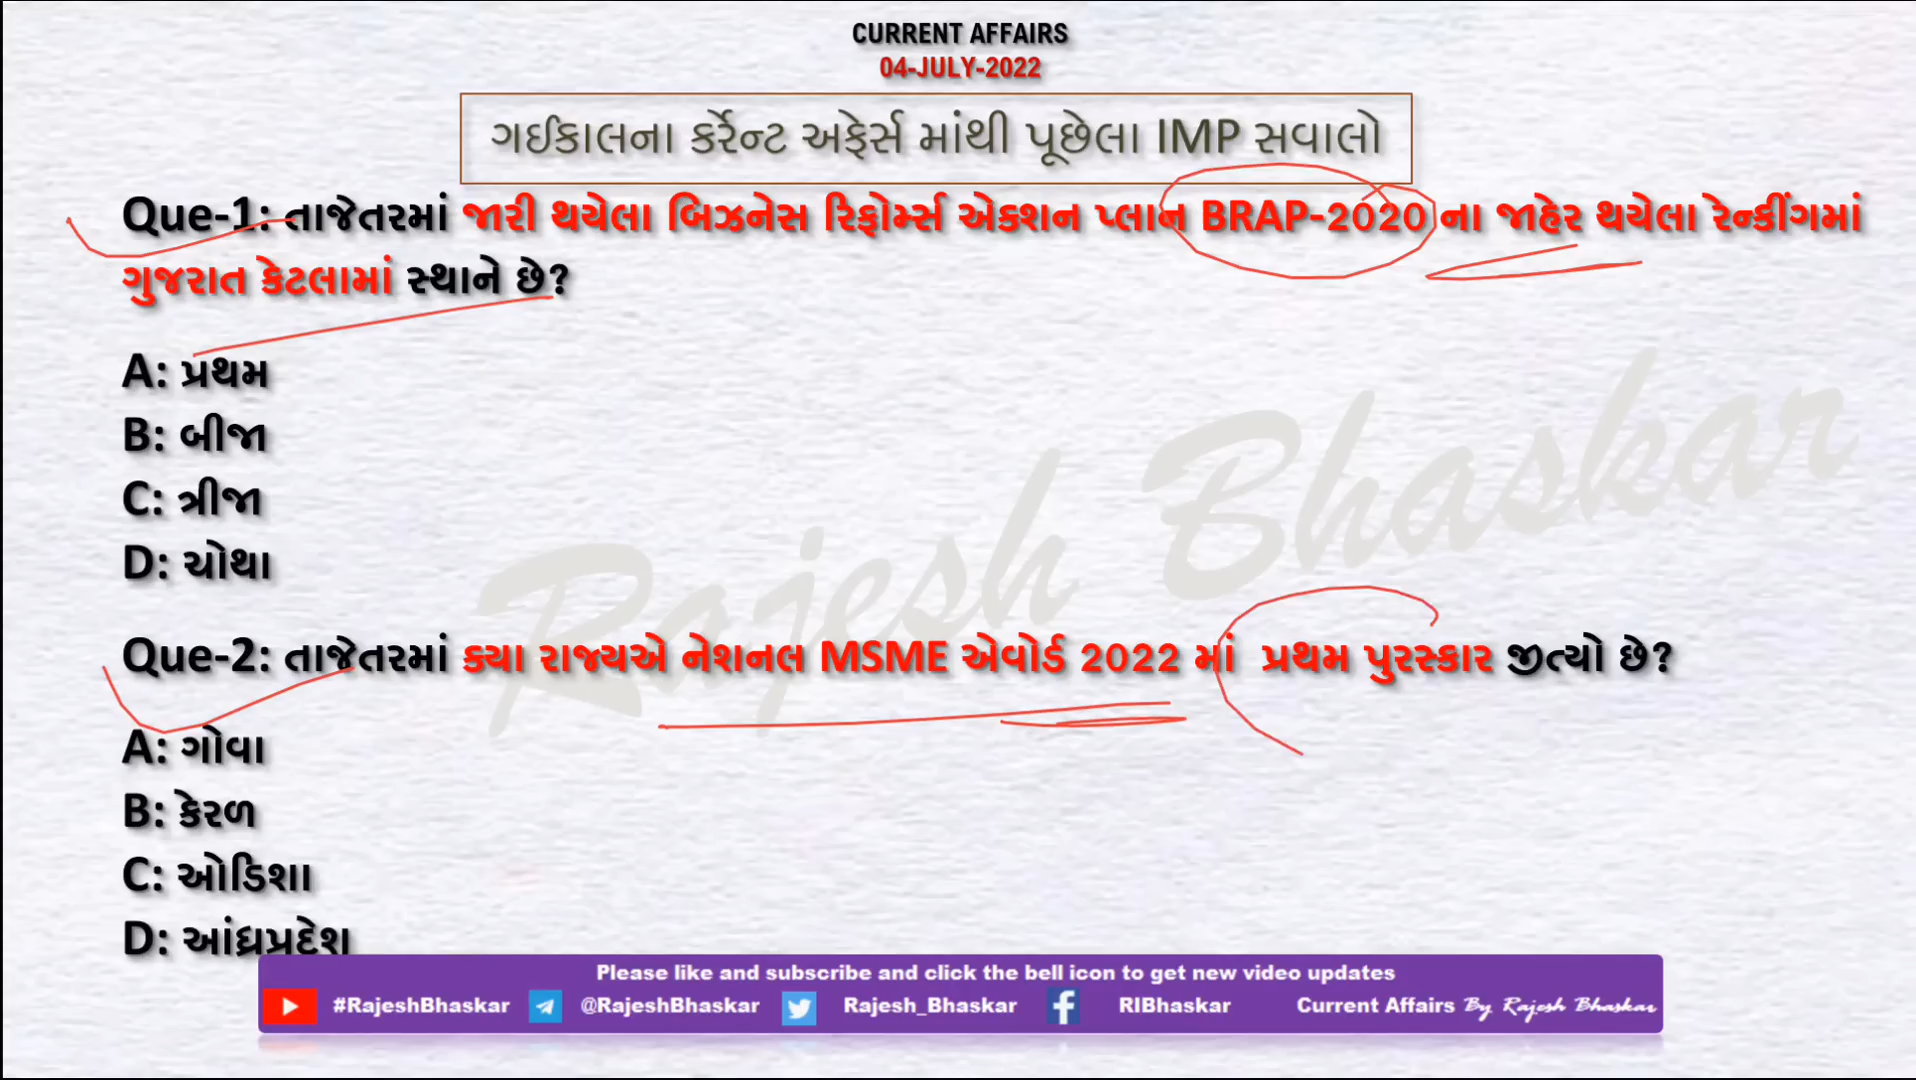 CURRENT AFFAIRS
04-JULY-2022
ગઈકાલના કર્રેન્ટ અફેર્સ માંથી પૂછેલા IMP સવાલો
Que-1: તાજેતરમાં જારી થયેલા બિઝનેસ રિફોર્મ્સ એક્શન પ્લાન BRAP-2020 ના જાહેર થયેલા રેન્કીંગમાં
ગુજરાત કેટલામાં સ્થાને છે?
A: પ્રથમ
B: બીજા
C: ત્રીજા
D: ચોથા
Rajesh Bhaskar
Que-2: તાજેતરમાં ક્યા રાજ્યએ નેશનલ MSME એવોર્ડ 2022 માં પ્રથમ પુરસ્કાર જીત્યો છે?
A: ગોવા
B: કેરળ
C: ઓડિશા
D: આંધ્રપ્રદેશ
Please like and subscribe and click the bell icon to get new video updates
#RajeshBhaskar @RajeshBhaskar Rajesh_Bhaskar RIBhaskar Current Affairs By Rajesh Bhaskar